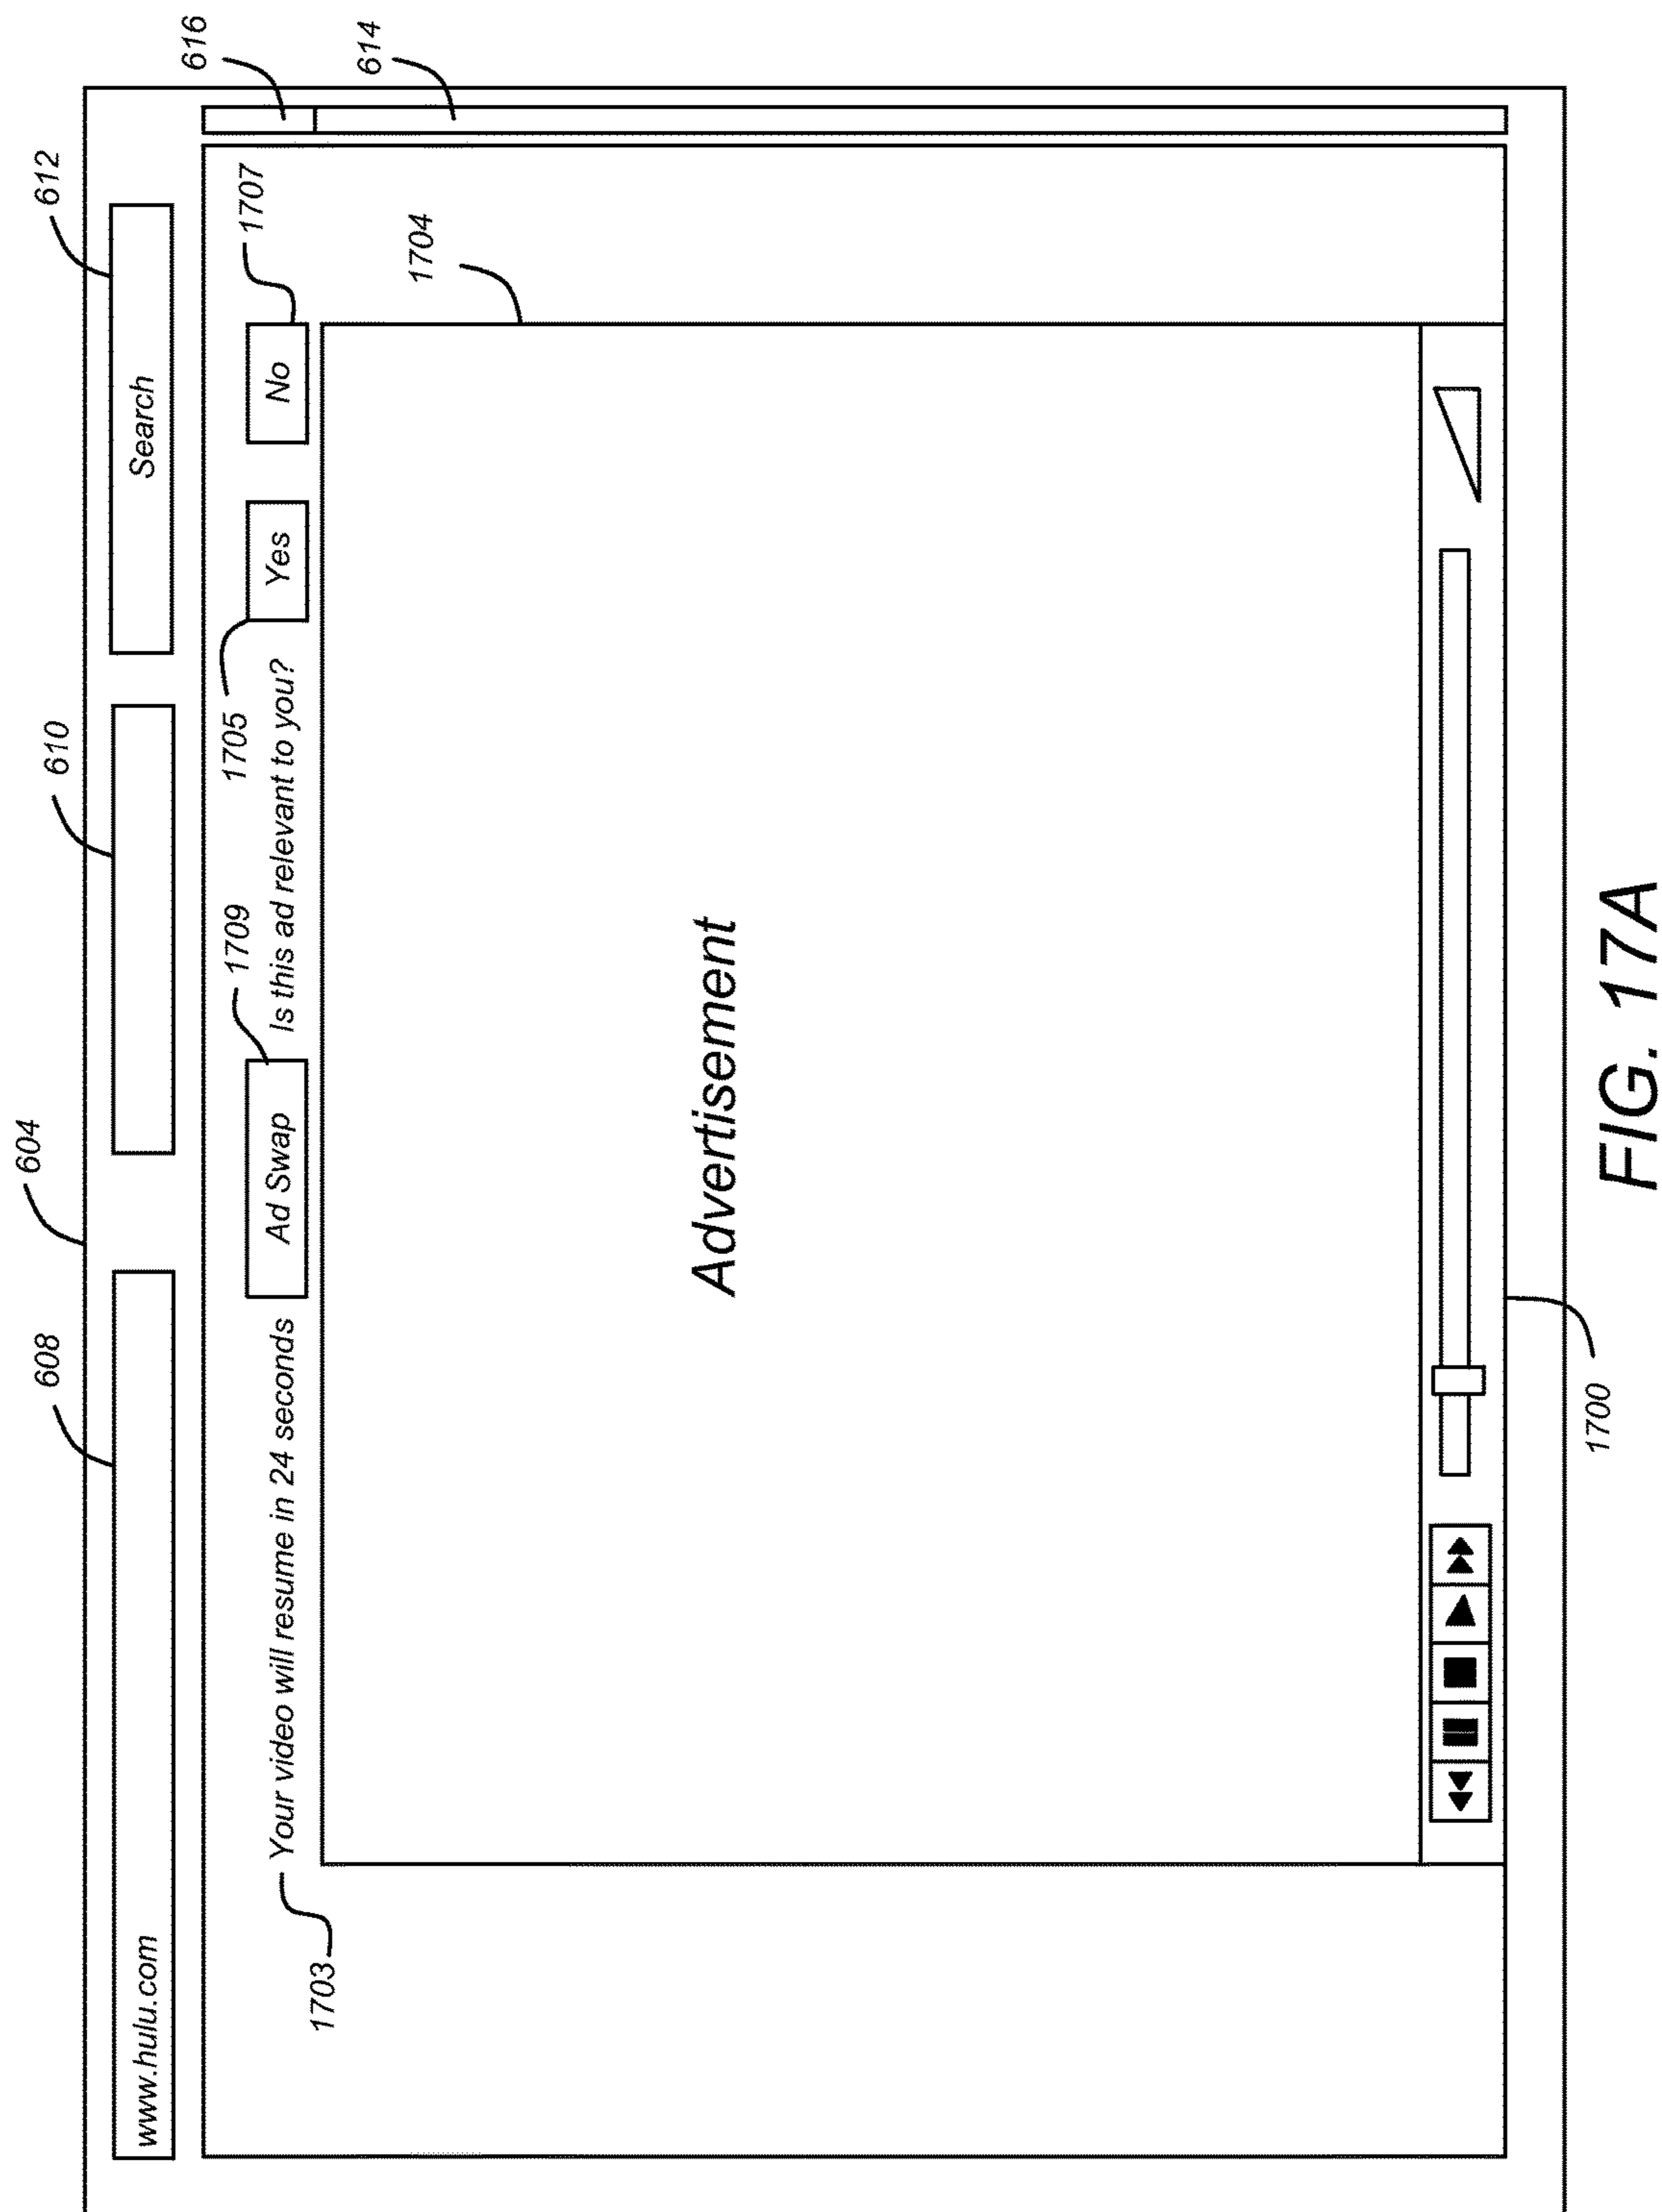 604
608
610
612
www.hulu.com
Search
616
614
1709
1705
1707
1703
Your video will resume in 24 seconds
Ad Swap
Is this ad relevant to you?
Yes
No
1704
Advertisement
1700
FIG. 17A